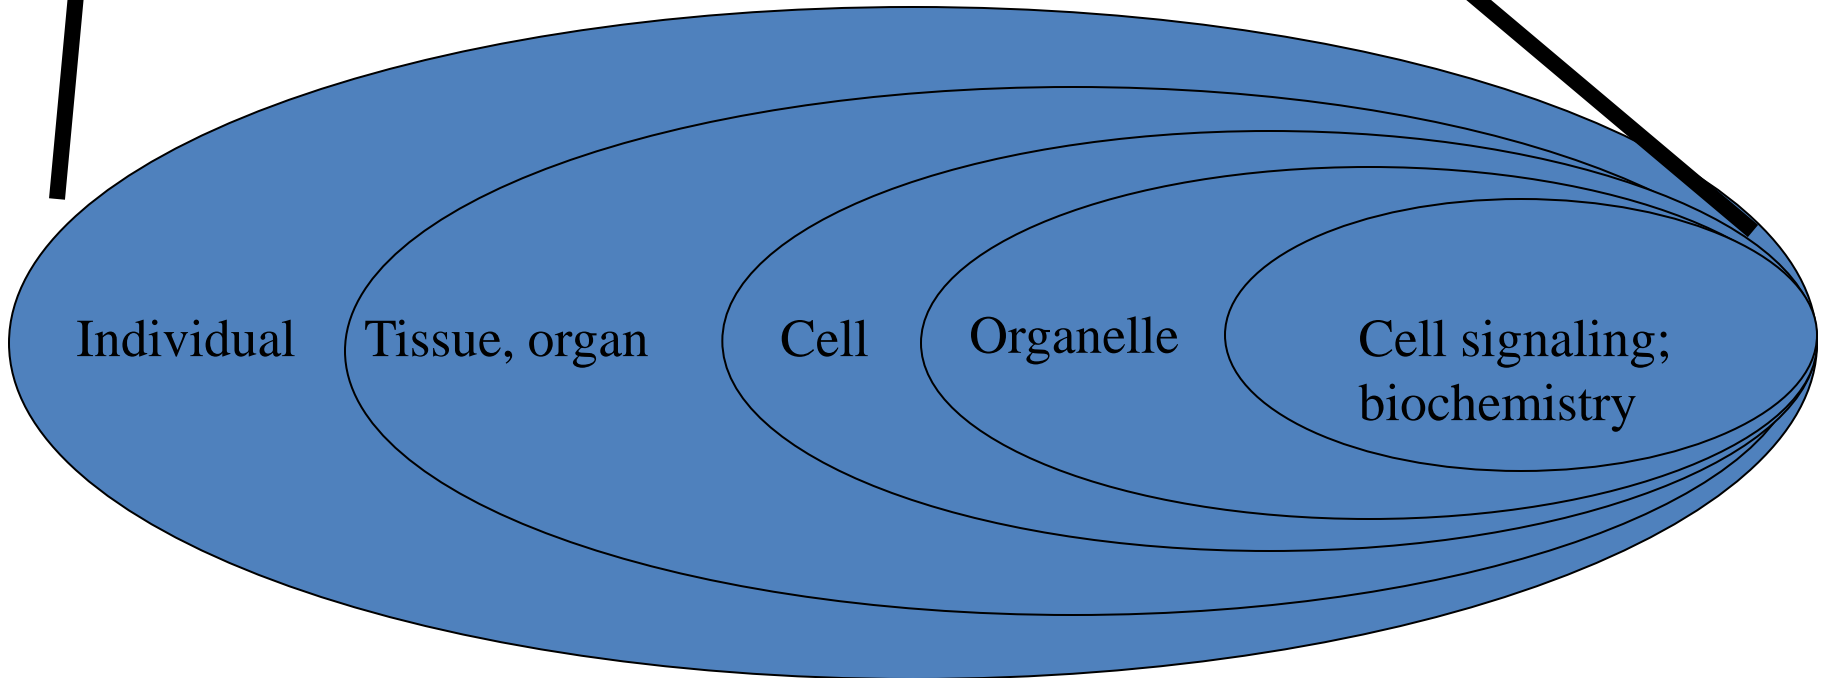 Individual
Tissue, organ
Cell
Organelle
Cell signaling;
biochemistry